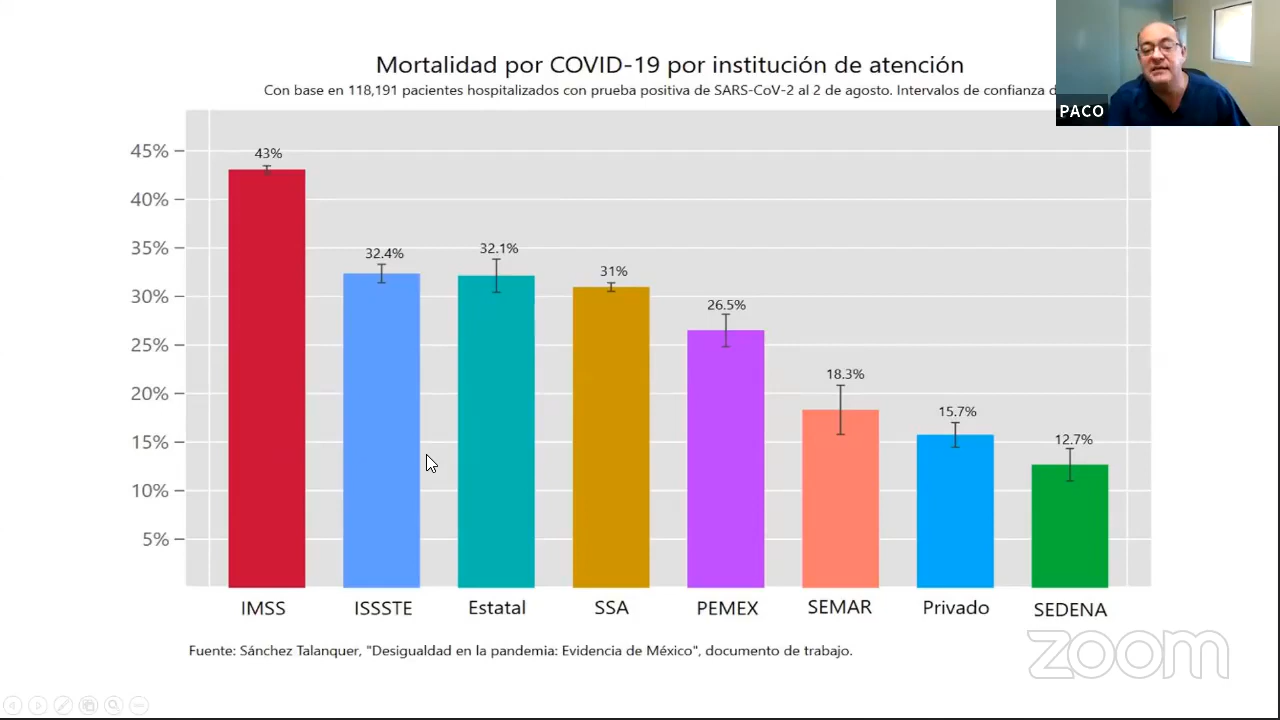 Mortalidad por COVID-19 por institución de atención
Con base en 118,191 pacientes hospitalizados con prueba positiva de SARS-CoV-2 al 2 de agosto. Intervalos de confianza
PACO
45%
40%
35%
30%
25%
20%
15%
10%
5%
43%
32.4%
32.1%
31%
26.5%
18.3%
15.7%
12.7%
IMSS ISSSTE Estatal SSA PEMEX SEMAR Privado SEDENA
Fuente: Sánchez Talanquer, "Desigualdad en la pandemia: Evidencia de México", documento de trabajo.
zoom